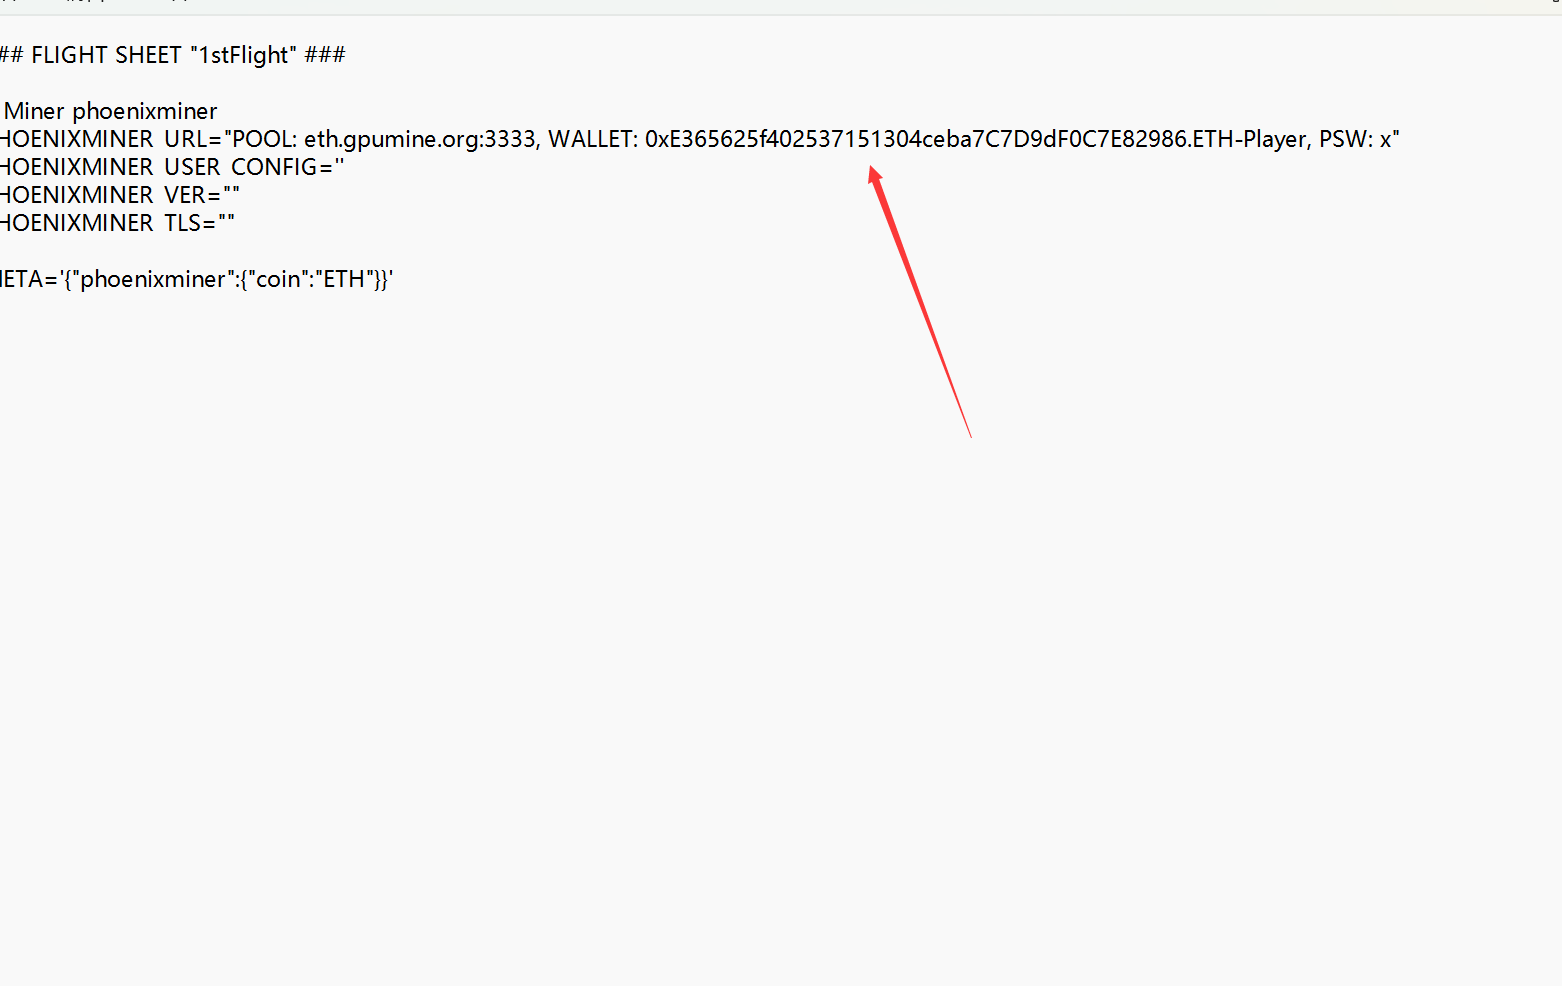 ## FLIGHT SHEET "1stFlight" ###
Miner phoenixminer
HOENIXMINER URL="POOL: eth.gpumine.org:3333, WALLET: 0xE365625f402537151304ceba7C7D9dF0C7E82986.ETH-Player, PSW: x"
HOENIXMINER USER CONFIG=''
HOENIXMINER VER=""
HOENIXMINER TLS=""
IETA='{"phoenixminer":{"coin":"ETH"}}'